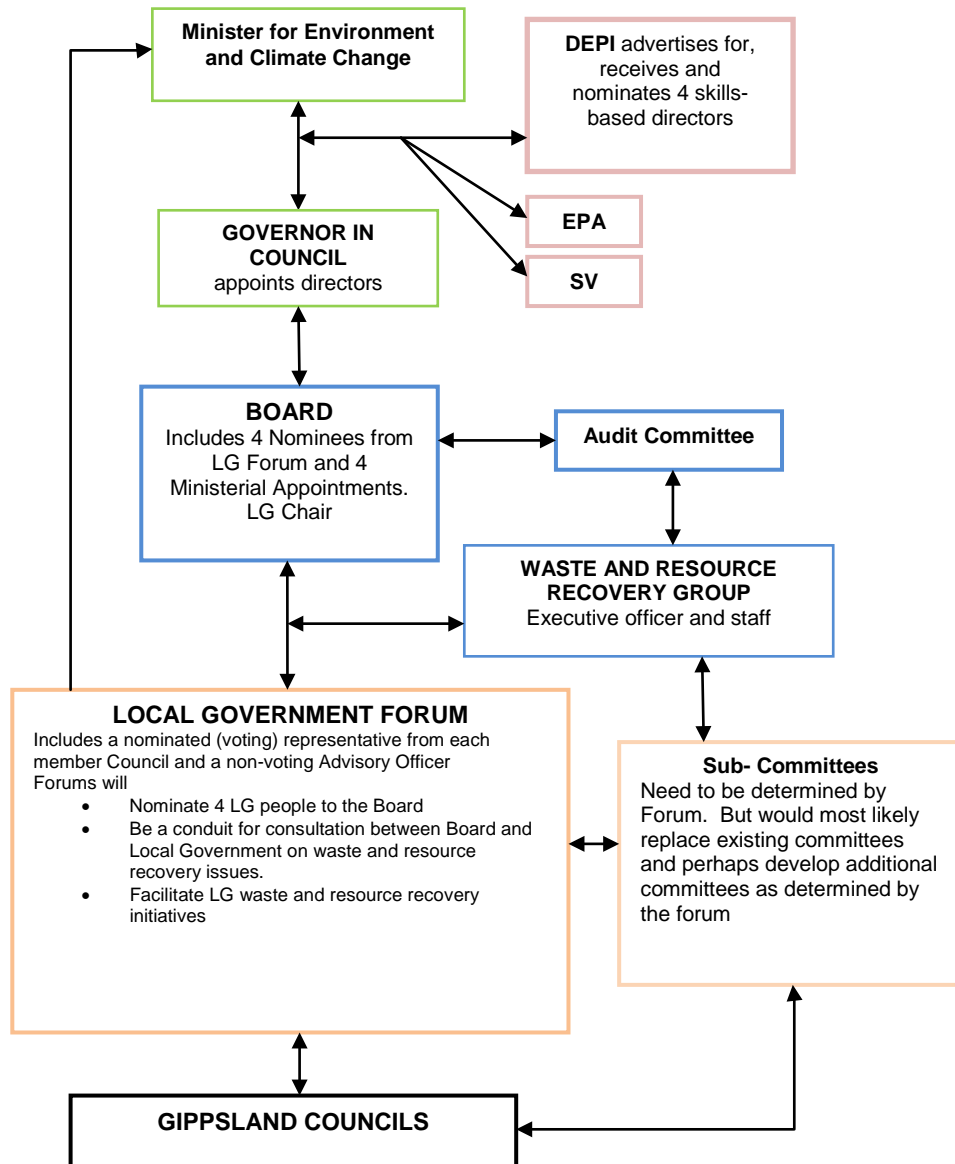 Minister for Environment
and Climate Change
DEPI advertises for,
receives and
nominates 4 skills-
based directors
EPA
SV
GOVERNOR IN
COUNCIL
appoints directors
BOARD
Includes 4 Nominees from
LG Forum and 4
Ministerial Appointments.
LG Chair
Audit Committee
WASTE AND RESOURCE
RECOVERY GROUP
Executive officer and staff
LOCAL GOVERNMENT FORUM
Includes a nominated (voting) representative from each
member Council and a non-voting Advisory Officer
Forums will
• Nominate 4 LG people to the Board
• Be a conduit for consultation between Board and
Local Government on waste and resource
recovery issues.
• Facilitate LG waste and resource recovery
initiatives
Sub- Committees
Need to be determined by
Forum. But would most likely
replace existing committees
and perhaps develop additional
committees as determined by
the forum
GIPPSLAND COUNCILS